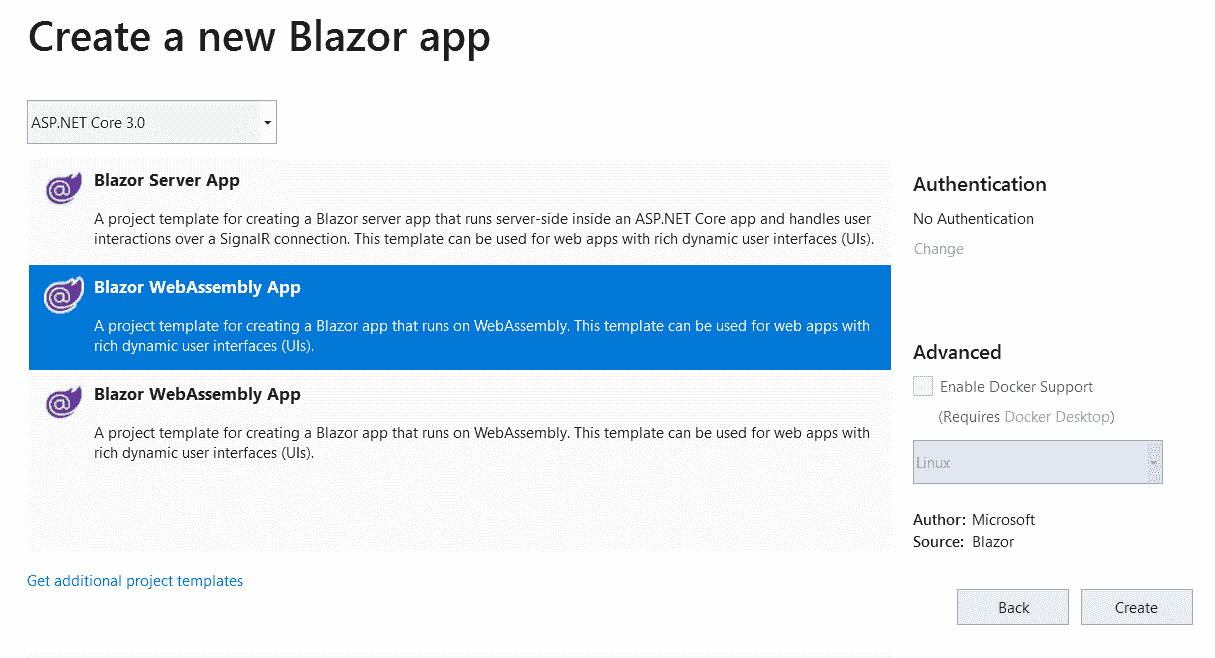 Create a new Blazor app
ASP.NET Core 3.0
Blazor Server App
A project template for creating a Blazor server app that runs server-side inside an ASP.NET Core app and handles user
interactions over a SignalR connection. This template can be used for web apps with rich dynamic user interfaces (UIs).
Blazor WebAssembly App
A project template for creating a Blazor app that runs on WebAssembly. This template can be used for web apps with
rich dynamic user interfaces (UIs).
Blazor WebAssembly App
A project template for creating a Blazor app that runs on WebAssembly. This template can be used for web apps with
rich dynamic user interfaces (UIs).
Get additional project templates
Authentication
No Authentication
Change
Advanced
Enable Docker Support
(Requires Docker Desktop)
Linux
Author: Microsoft
Source: Blazor
Back
Create